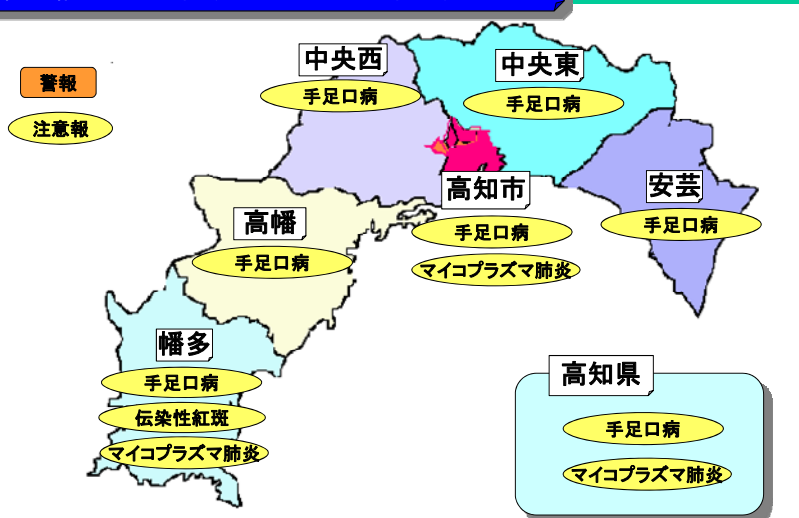 警報
注意報
中央西
手足口病
中央東
手足口病
高知市
手足口病
マイコプラズマ肺炎
安芸
手足口病
高幡
手足口病
幡多
手足口病
伝染性紅斑
マイコプラズマ肺炎
高知県
手足口病
マイコプラズマ肺炎